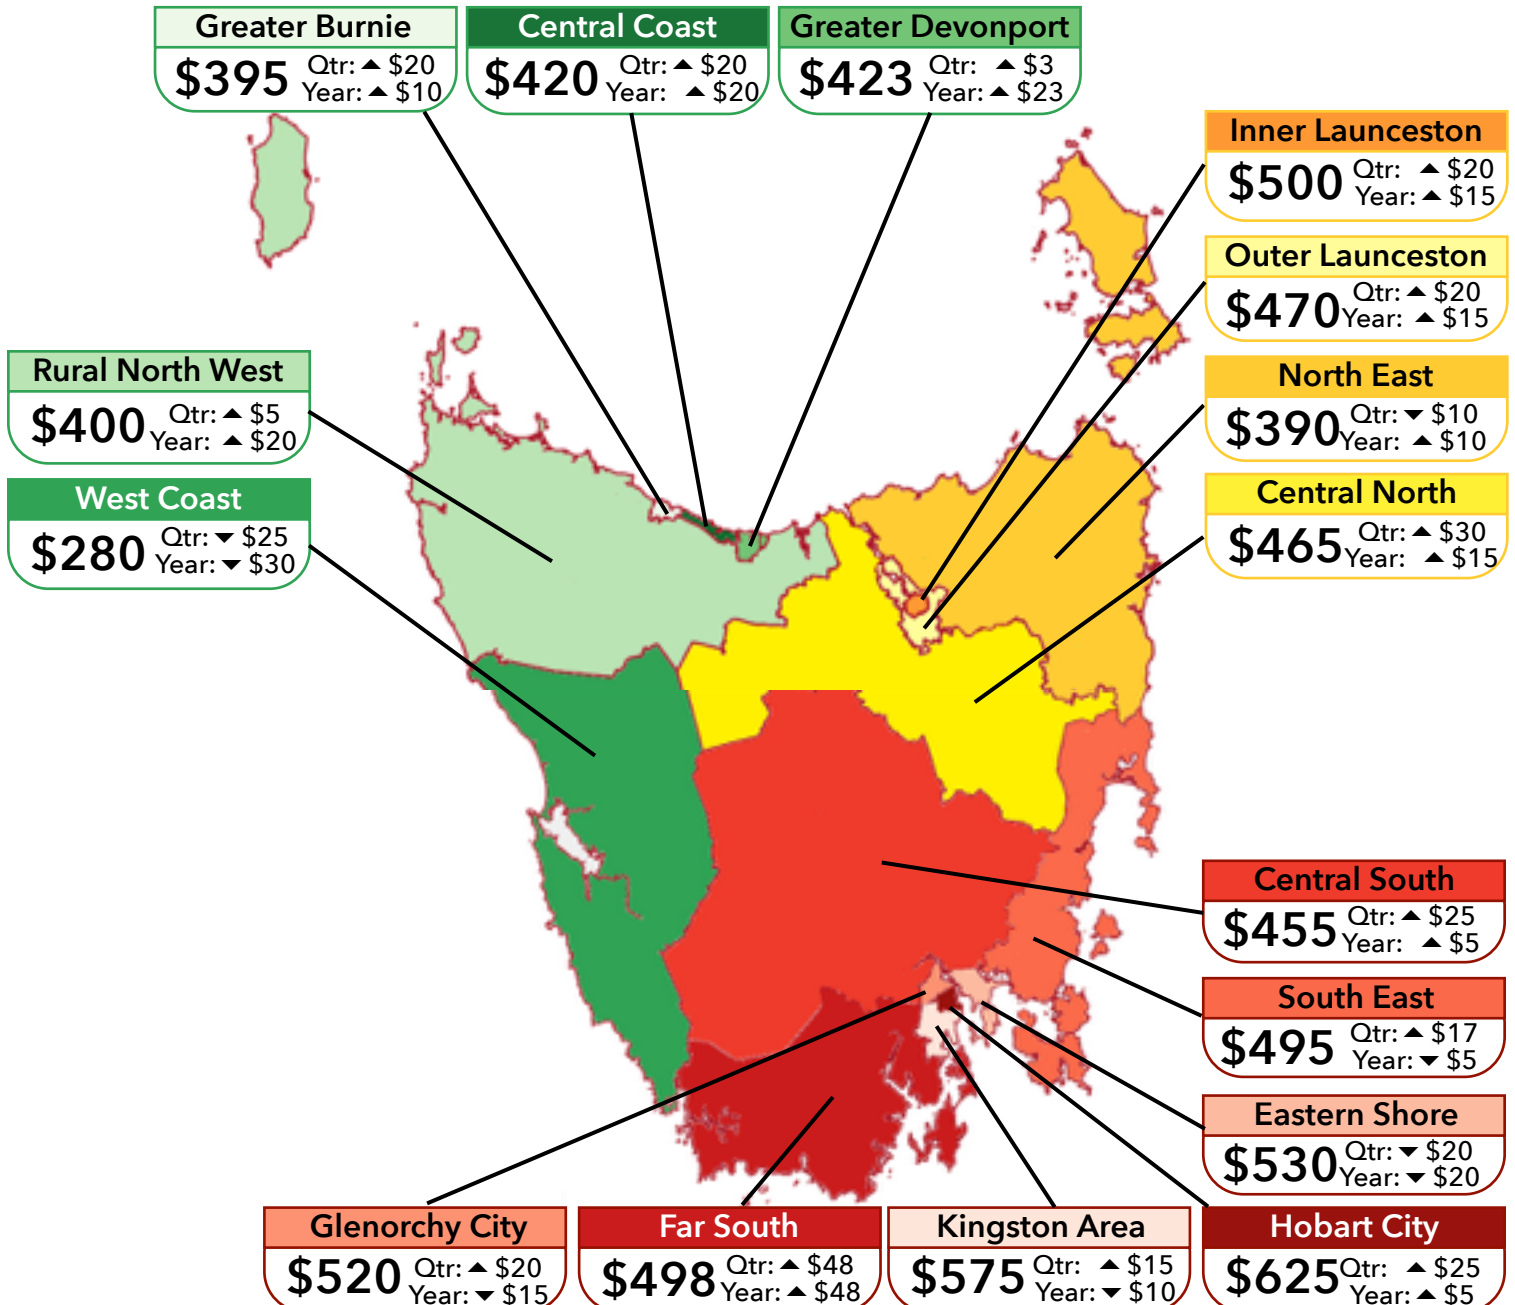 Greater Burnie
$395 Qtr: ▲ $20
Year: ▲ $10
Central Coast
$420 Qtr: ▲ $20
Year: ▲ $20
Greater Devonport
$423 Qtr: ▲ $3
Year: ▲ $23
Inner Launceston
$500 Qtr: ▲ $20
Year: ▲ $15
Outer Launceston
$470 Qtr: ▲ $20
Year: ▲ $15
Rural North West
$400 Qtr: ▲ $5
Year: ▲ $20
North East
$390 Qtr: ▼ $10
Year: ▲ $10
West Coast
$280 Qtr: ▼ $25
Year: ▼ $30
Central North
$465 Qtr: ▲ $30
Year: ▲ $15
Central South
$455 Qtr: ▲ $25
Year: ▲ $5
South East
$495 Qtr: ▲ $17
Year: ▼ $5
Eastern Shore
$530 Qtr: ▼ $20
Year: ▼ $20
Glenorchy City
$520 Qtr: ▲ $20
Year: ▼ $15
Far South
$498 Qtr: ▲ $48
Year: ▲ $48
Kingston Area
$575 Qtr: ▲ $15
Year: ▼ $10
Hobart City
$625 Qtr: ▲ $25
Year: ▲ $5